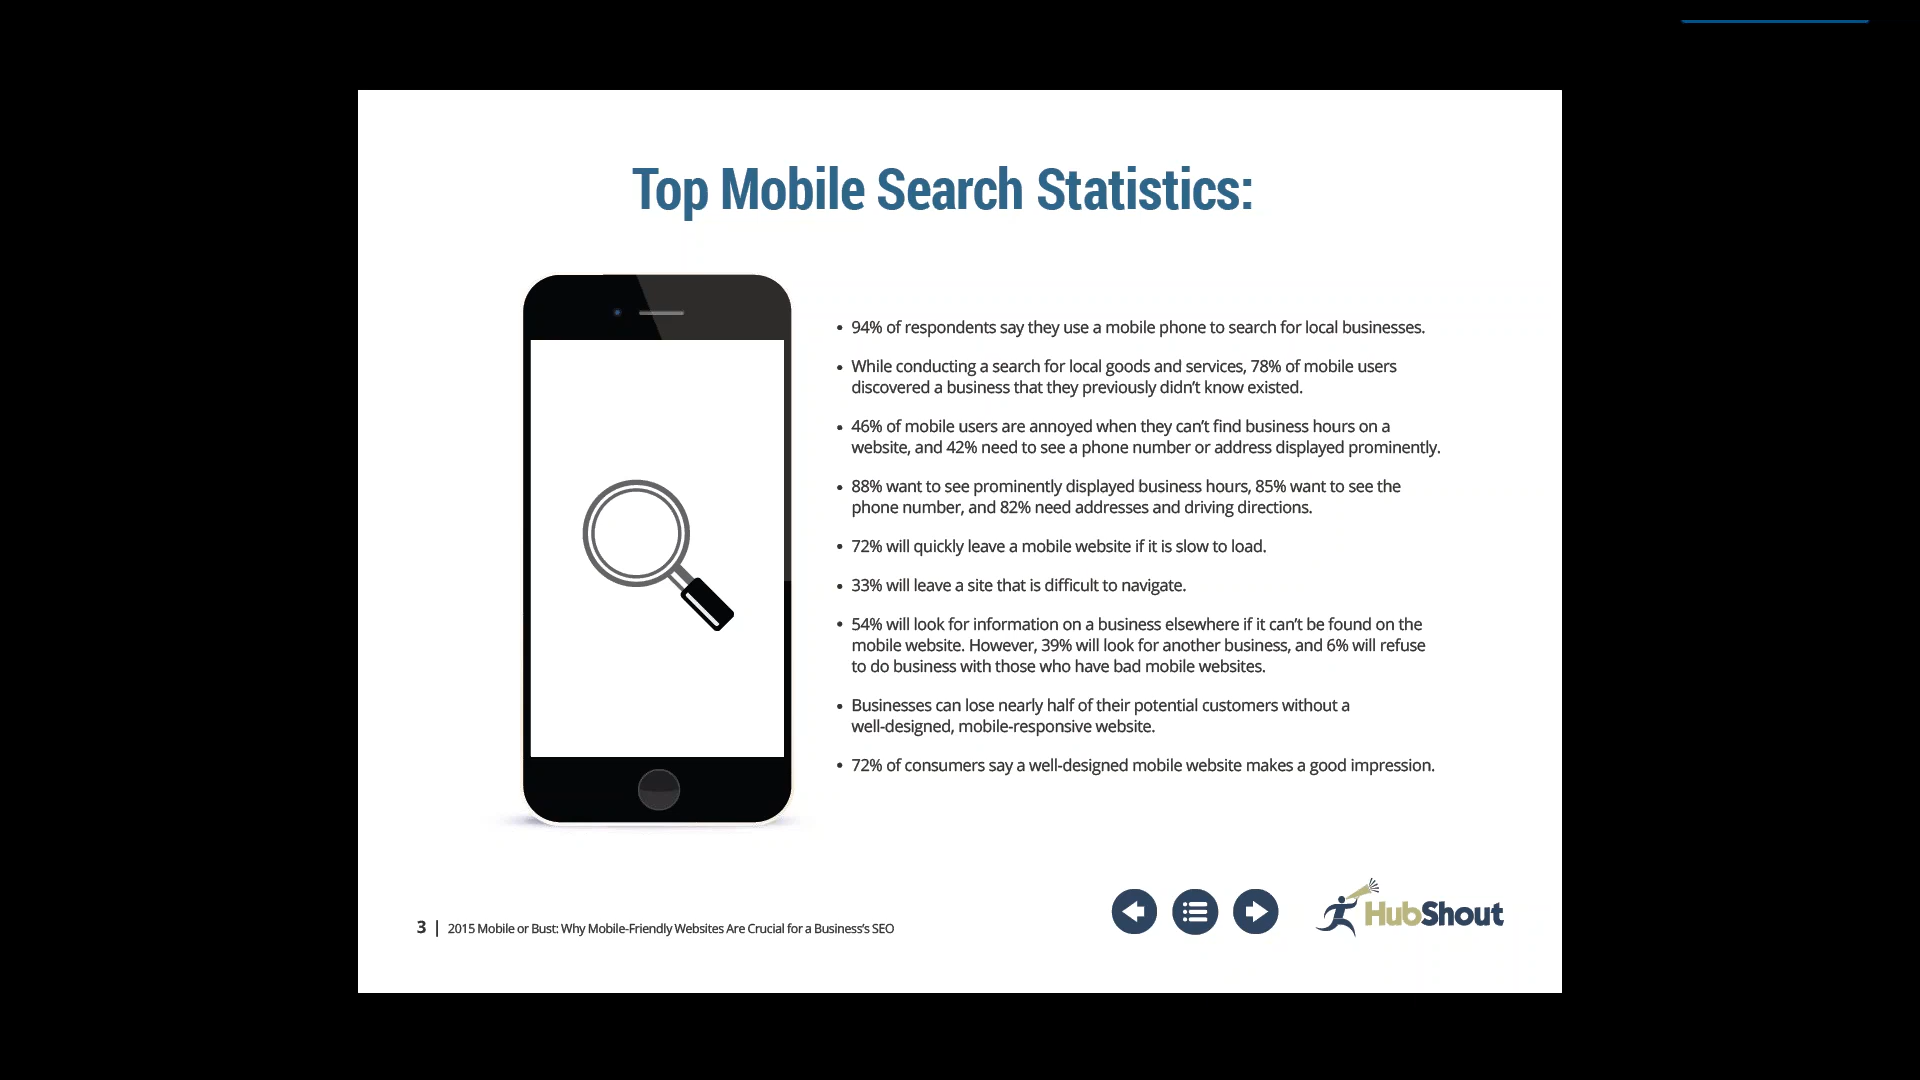 Top Mobile Search Statistics:
• 94% of respondents say they use a mobile phone to search for local businesses.
• While conducting a search for local goods and services, 78% of mobile users
discovered a business that they previously didn’t know existed.
• 46% of mobile users are annoyed when they can’t find business hours on a
website, and 42% need to see a phone number or address displayed prominently.
• 88% want to see prominently displayed business hours, 85% want to see the
phone number, and 82% need addresses and driving directions.
• 72% will quickly leave a mobile website if it is slow to load.
• 33% will leave a site that is difficult to navigate.
• 54% will look for information on a business elsewhere if it can’t be found on the
mobile website. However, 39% will look for another business, and 6% will refuse
to do business with those who have bad mobile websites.
• Businesses can lose nearly half of their potential customers without a
well-designed, mobile-responsive website.
• 72% of consumers say a well-designed mobile website makes a good impression.
3 | 2015 Mobile or Bust: Why Mobile-Friendly Websites Are Crucial for a Business’s SEO
HubShout